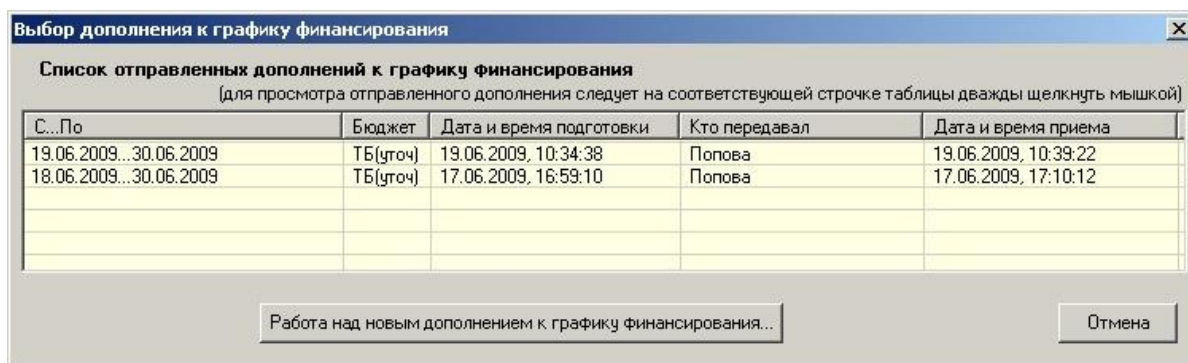 Выбор дополнения к графику финансирования
Список отправленных дополнений к графику финансирования
(для просмотра отправленного дополнения следует на соответствующей строчке таблицы дважды щелкнуть мышкой)
С...По Бюджет Дата и время подготовки Кто передавал Дата и время приема
19.06.2009...30.06.2009 ТБ(уточ) 19.06.2009, 10:34:38 Попова 19.06.2009, 10:39:22
18.06.2009...30.06.2009 ТБ(уточ) 17.06.2009, 16:59:10 Попова 17.06.2009, 17:10:12
Работа над новым дополнением к графику финансирования... Отмена